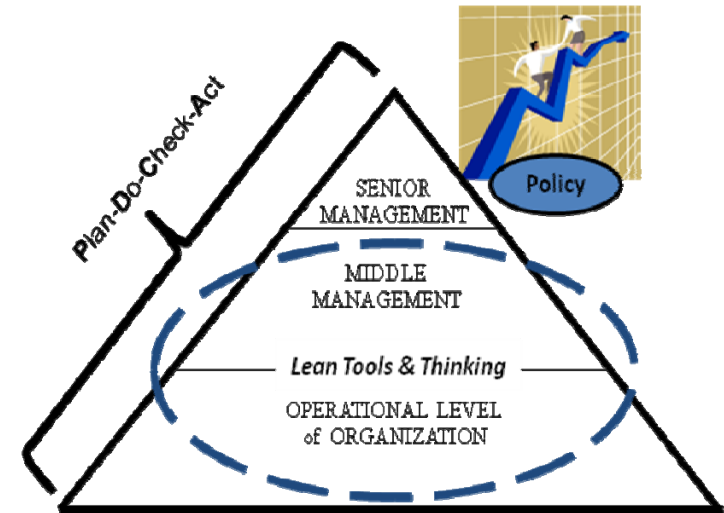 Plan-Do-Check-Act
Policy
SENIOR
MANAGEMENT
MIDDLE
MANAGEMENT
Lean Tools & Thinking
OPERATIONAL LEVEL
of ORGANIZATION